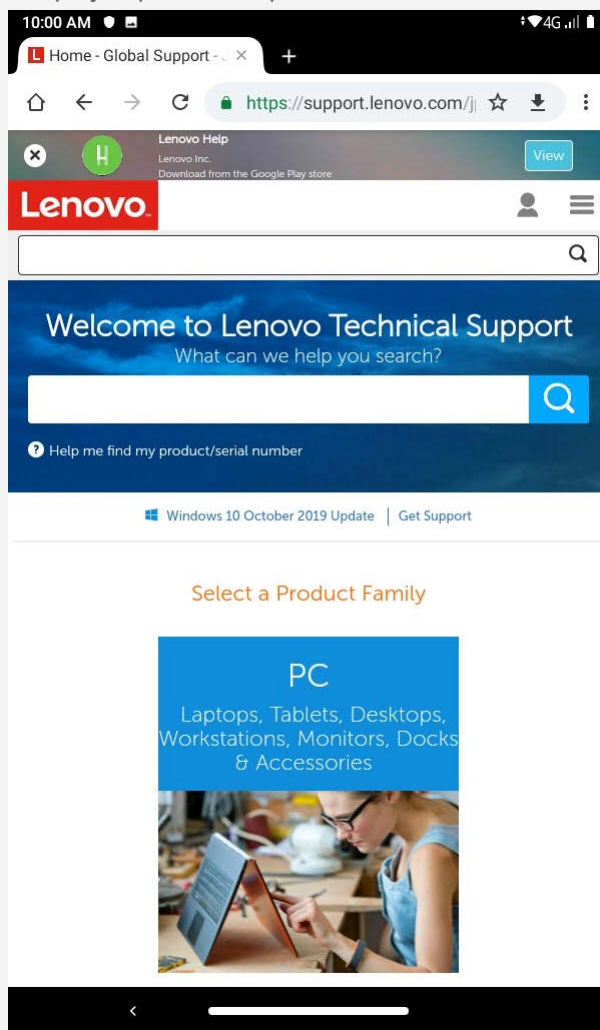 10:00 AM 4G
L Home - Global Support - J
https://support.lenovo.com/j
Lenovo Help
Lenovo Inc.
Download from the Google Play store
View
Lenovo
Welcome to Lenovo Technical Support
What can we help you search?
? Help me find my product/serial number
Windows 10 October 2019 Update | Get Support
Select a Product Family
PC
Laptops, Tablets, Desktops,
Workstations, Monitors, Docks
& Accessories